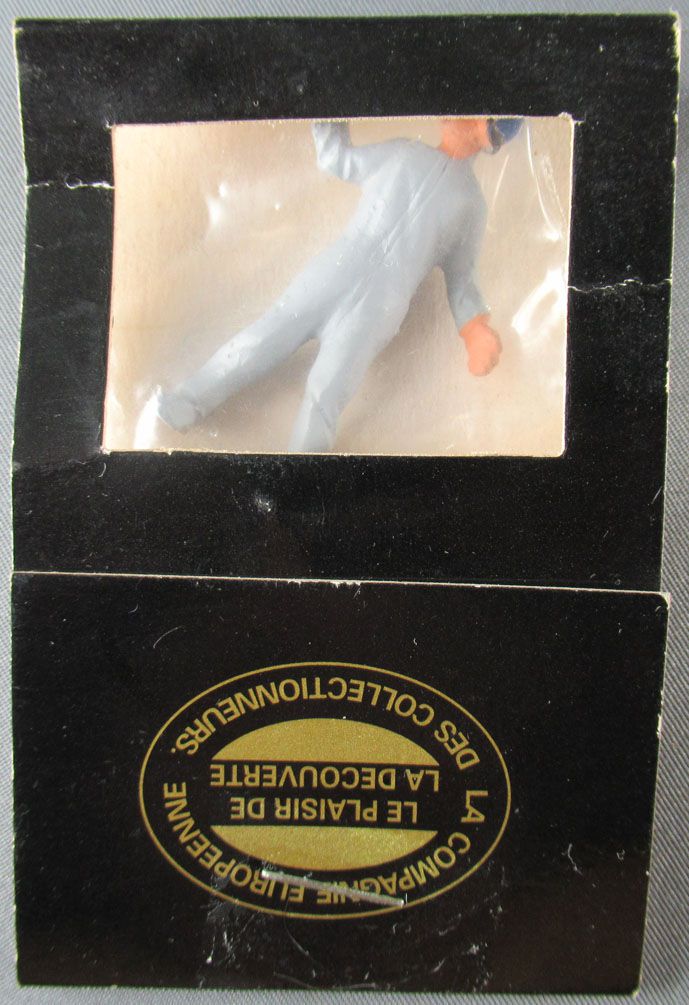 LA COMPAGNIE EUROPEENNE
DES COLLECTIONNEURS.
LE PLAISIR DE
LA DECOUVERTE